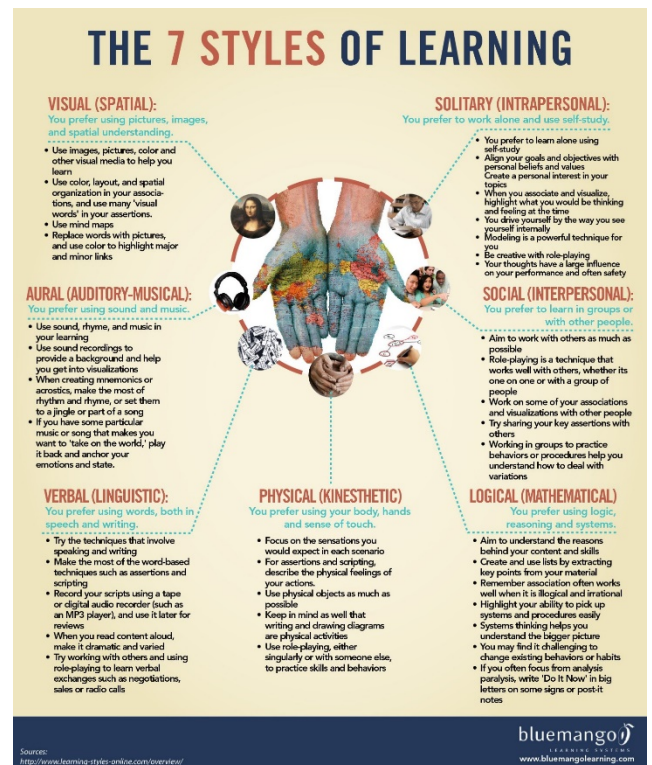 THE 7 STYLES OF LEARNING
VISUAL (SPATIAL):
You prefer using pictures, images,
and spatial understanding.
• Use images, pictures, color and
other visual media to help you
learn
• Use color, layout, and spatial
organization in your associa-
tions, and use many 'visual
words' in your assertions.
• Use mind maps
• Replace words with pictures,
and use color to highlight major
and minor links
SOLITARY (INTRAPERSONAL):
You prefer to work alone and use self-study.
• You prefer to learn alone using
self-study
• Align your goals and objectives with
personal beliefs and values
Create a personal interest in your
topics
• When you associate and visualize,
highlight what you would be thinking
and feeling at the time
• You drive yourself by the way you see
yourself internally
• Modeling is a powerful technique for
you
• Be creative with role-playing
• Your thoughts have a large influence
on your performance and often safety
AURAL (AUDITORY-MUSICAL):
You prefer using sound and music.
• Use sound, rhyme, and music in
your learning
• Use sound recordings to
provide a background and help
you get into visualizations
• When creating mnemonics or
acrostics, make the most of
rhythm and rhyme, or set them
to a jingle or part of a song
• If you have some particular
music or song that makes you
want to 'take on the world,' play
it back and anchor your
emotions and state.
SOCIAL (INTERPERSONAL):
You prefer to learn in groups or
with other people.
• Aim to work with others as much as
possible
• Role-playing is a technique that
works well with others, whether its
one on one or with a group of
people
• Work on some of your associations
and visualizations with other people
• Try sharing your key assertions with
others
• Working in groups to practice
behaviors or procedures help you
understand how to deal with
variations
VERBAL (LINGUISTIC):
You prefer using words, both in
speech and writing.
• Try the techniques that involve
speaking and writing
• Make the most of the word-based
techniques such as assertions and
scripting
• Record your scripts using a tape
or digital audio recorder (such as
an MP3 player), and use it later for
reviews
• When you read content aloud,
make it dramatic and varied
• Try working with others and using
role-playing to learn verbal
exchanges such as negotiations,
sales or radio calls
PHYSICAL (KINESTHETIC)
You prefer using your body, hands
and sense of touch.
• Focus on the sensations you
would expect in each scenario
• For assertions and scripting,
describe the physical feelings of
your actions.
• Use physical objects as much as
possible
• Keep in mind as well that
writing and drawing diagrams
are physical activities
• Use role-playing, either
singularly or with someone else,
to practice skills and behaviors
LOGICAL (MATHEMATICAL)
You prefer using logic,
reasoning and systems.
• Aim to understand the reasons
behind your content and skills
• Create and use lists by extracting
key points from your material
• Remember association often works
well when it is illogical and irrational
• Highlight your ability to pick up
systems and procedures easily
• Systems thinking helps you
understand the bigger picture
• You may find it challenging to
change existing behaviors or habits
• If you often focus from analysis
paralysis, write 'Do It Now' in big
letters on some signs or post-it
notes
Sources:
http://www.learning-styles-online.com/overview/
bluemango
LEARNING SYSTEMS
www.bluemangolearning.com